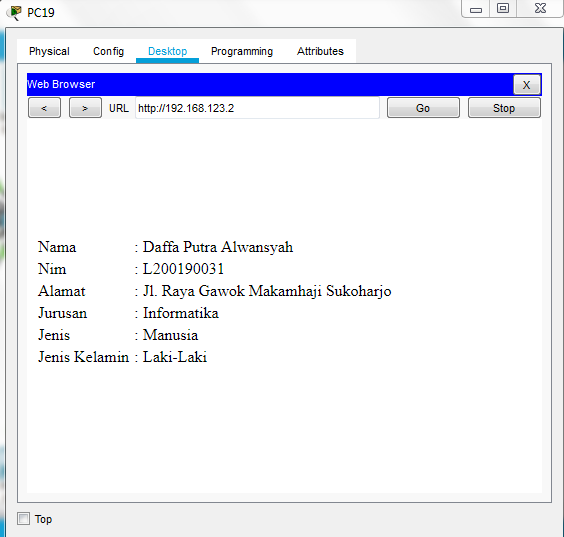 PC19
Physical Config Desktop Programming Attributes
Web Browser X
< > URL http://192.168.123.2 Go Stop
Nama : Daffa Putra Alwansyah
Nim : L200190031
Alamat : Jl. Raya Gawok Makamhaji Sukoharjo
Jurusan : Informatika
Jenis : Manusia
Jenis Kelamin : Laki-Laki
Top